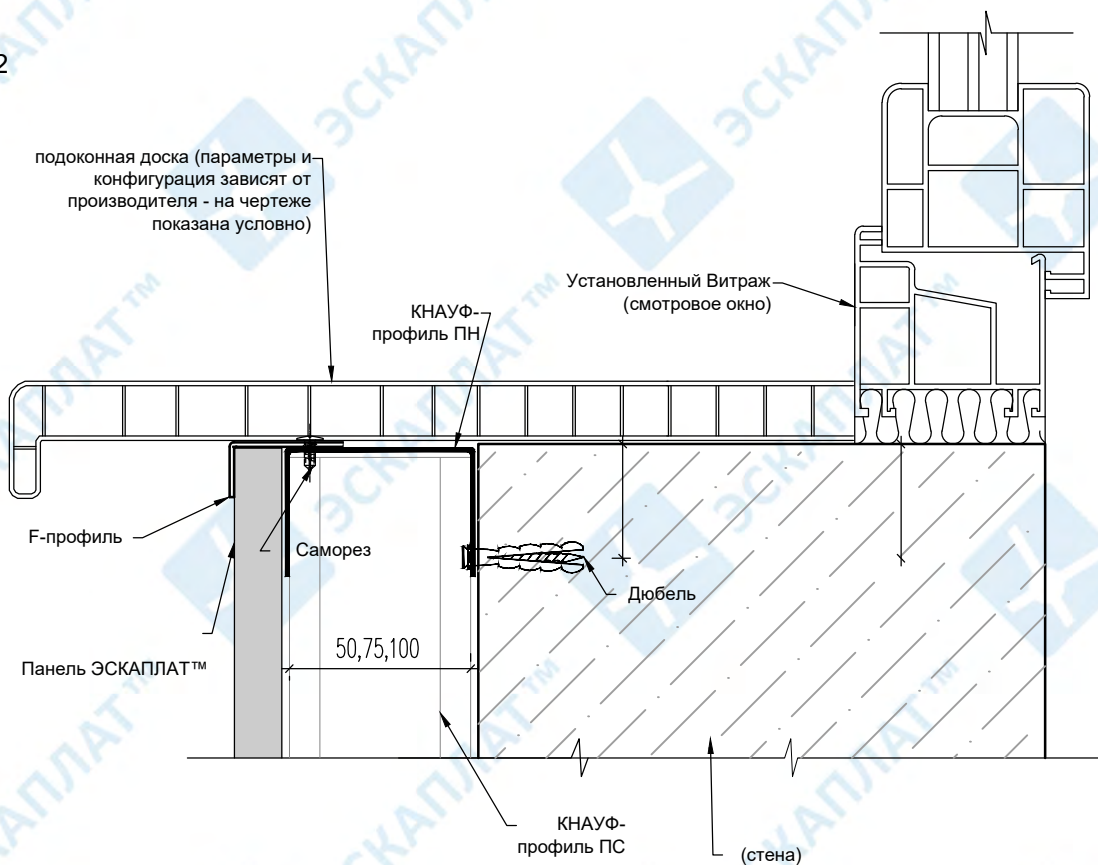 2
подоконная доска (параметры и
конфигурация зависят от
производителя - на чертеже
показана условно)
Установленный Витраж
(смотровое окно)
КНАУФ-
профиль ПН
F-профиль
Саморез
Дюбель
Панель ЭСКАПЛАТ™
50,75,100
КНАУФ-
профиль ПС
(стена)
ЭСКАПЛАТ™